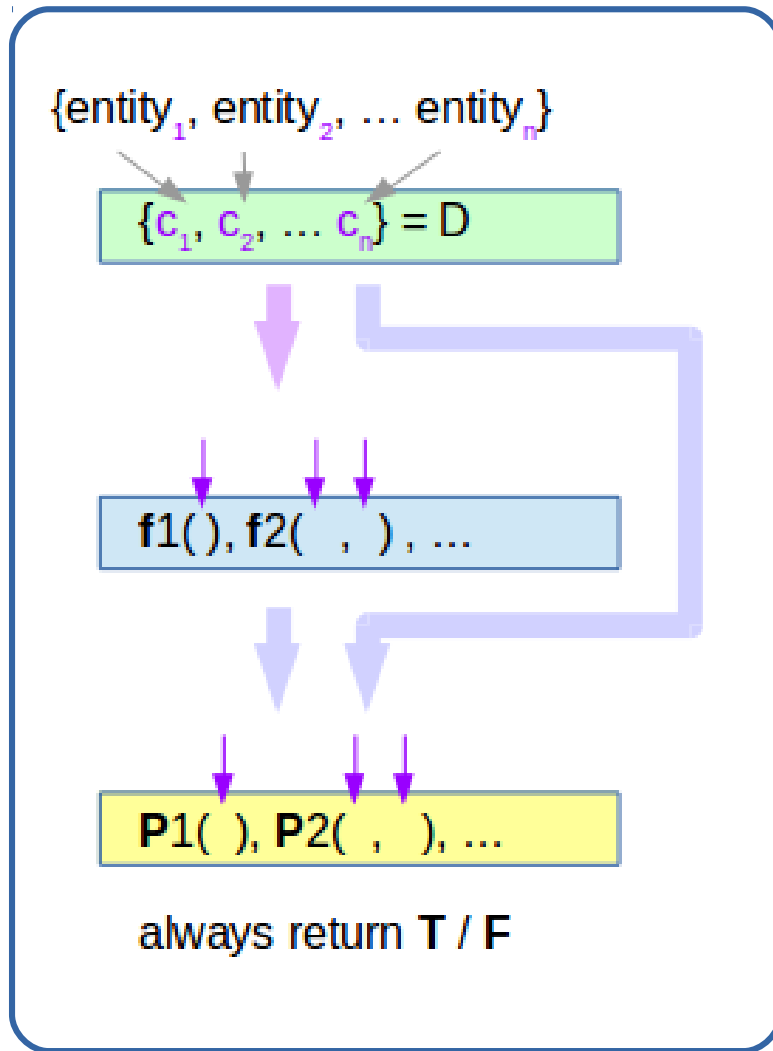 {entity₁, entity₂, ... entityₙ}
{c₁, c₂, ... cₙ} = D
f1( ), f2( , ) , ...
P1( ), P2( , ), ...
always return T / F